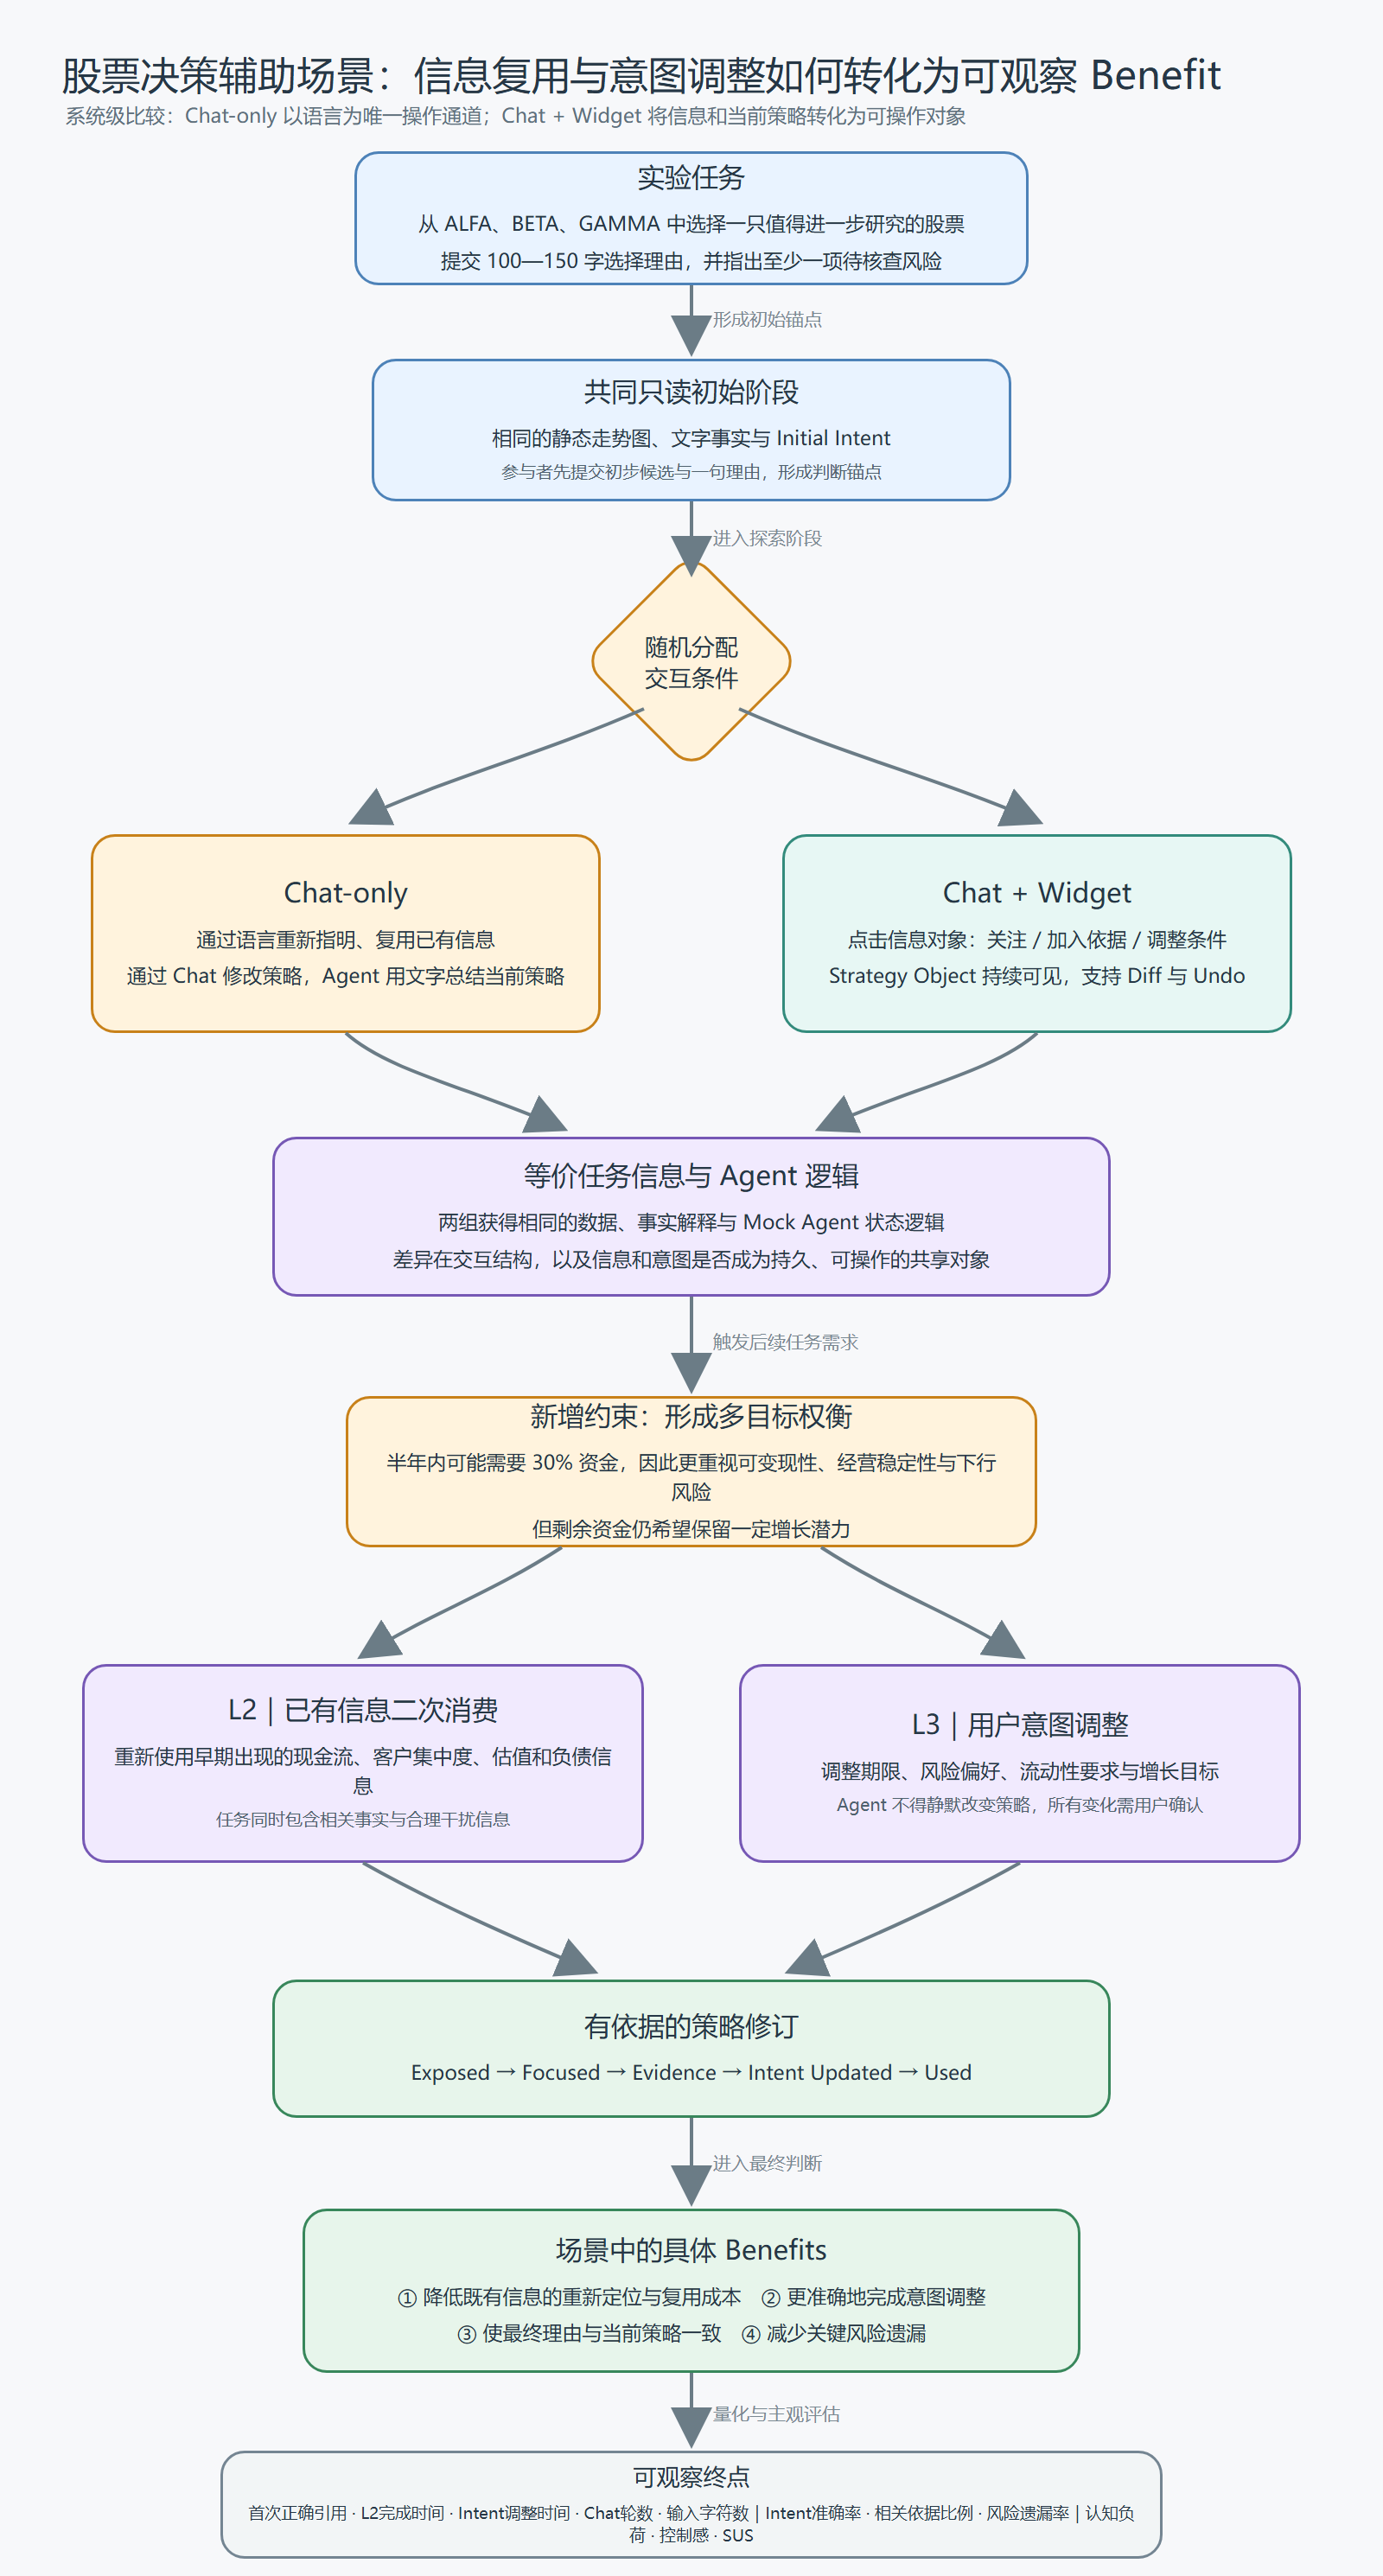 股票决策辅助场景：信息复用与意图调整如何转化为可观察 Benefit
系统级比较：Chat-only 以语言为唯一操作通道；Chat + Widget 将信息和当前策略转化为可操作对象
实验任务
从 ALFA、BETA、GAMMA 中选择一只值得进一步研究的股票
提交 100—150 字选择理由，并指出至少一项待核查风险
形成初始锚点
共同只读初始阶段
相同的静态走势图、文字事实与 Initial Intent
参与者先提交初步候选与一句理由，形成判断锚点
进入探索阶段
随机分配
交互条件
Chat-only
通过语言重新指明、复用已有信息
通过 Chat 修改策略，Agent 用文字总结当前策略
Chat + Widget
点击信息对象：关注 / 加入依据 / 调整条件
Strategy Object 持续可见，支持 Diff 与 Undo
等价任务信息与 Agent 逻辑
两组获得相同的数据、事实解释与 Mock Agent 状态逻辑
差异在交互结构，以及信息和意图是否成为持久、可操作的共享对象
触发后续任务需求
新增约束：形成多目标权衡
半年内可能需要 30% 资金，因此更重视可变现性、经营稳定性与下行
风险
但剩余资金仍希望保留一定增长潜力
L2｜已有信息二次消费
重新使用早期出现的现金流、客户集中度、估值和负债信
息
任务同时包含相关事实与合理干扰信息
L3｜用户意图调整
调整期限、风险偏好、流动性要求与增长目标
Agent 不得静默改变策略，所有变化需用户确认
有依据的策略修订
Exposed → Focused → Evidence → Intent Updated → Used
进入最终判断
场景中的具体 Benefits
① 降低既有信息的重新定位与复用成本 ② 更准确地完成意图调整
③ 使最终理由与当前策略一致 ④ 减少关键风险遗漏
量化与主观评估
可观察终点
首次正确引用 · L2完成时间 · Intent调整时间 · Chat轮数 · 输入字符数 | Intent准确率 · 相关依据比例 · 风险遗漏率 | 认知负
荷 · 控制感 · SUS